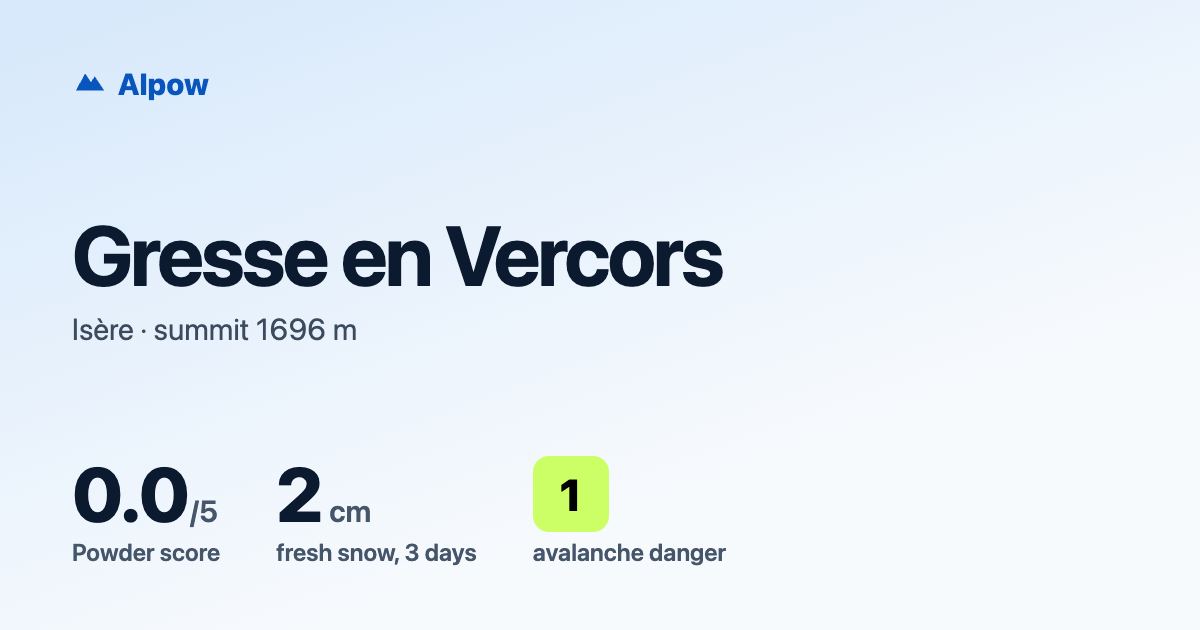 Alpow
Gresse en Vercors
Isère · summit 1696 m
0.0/5
Powder score
2 cm
fresh snow, 3 days
1
avalanche danger